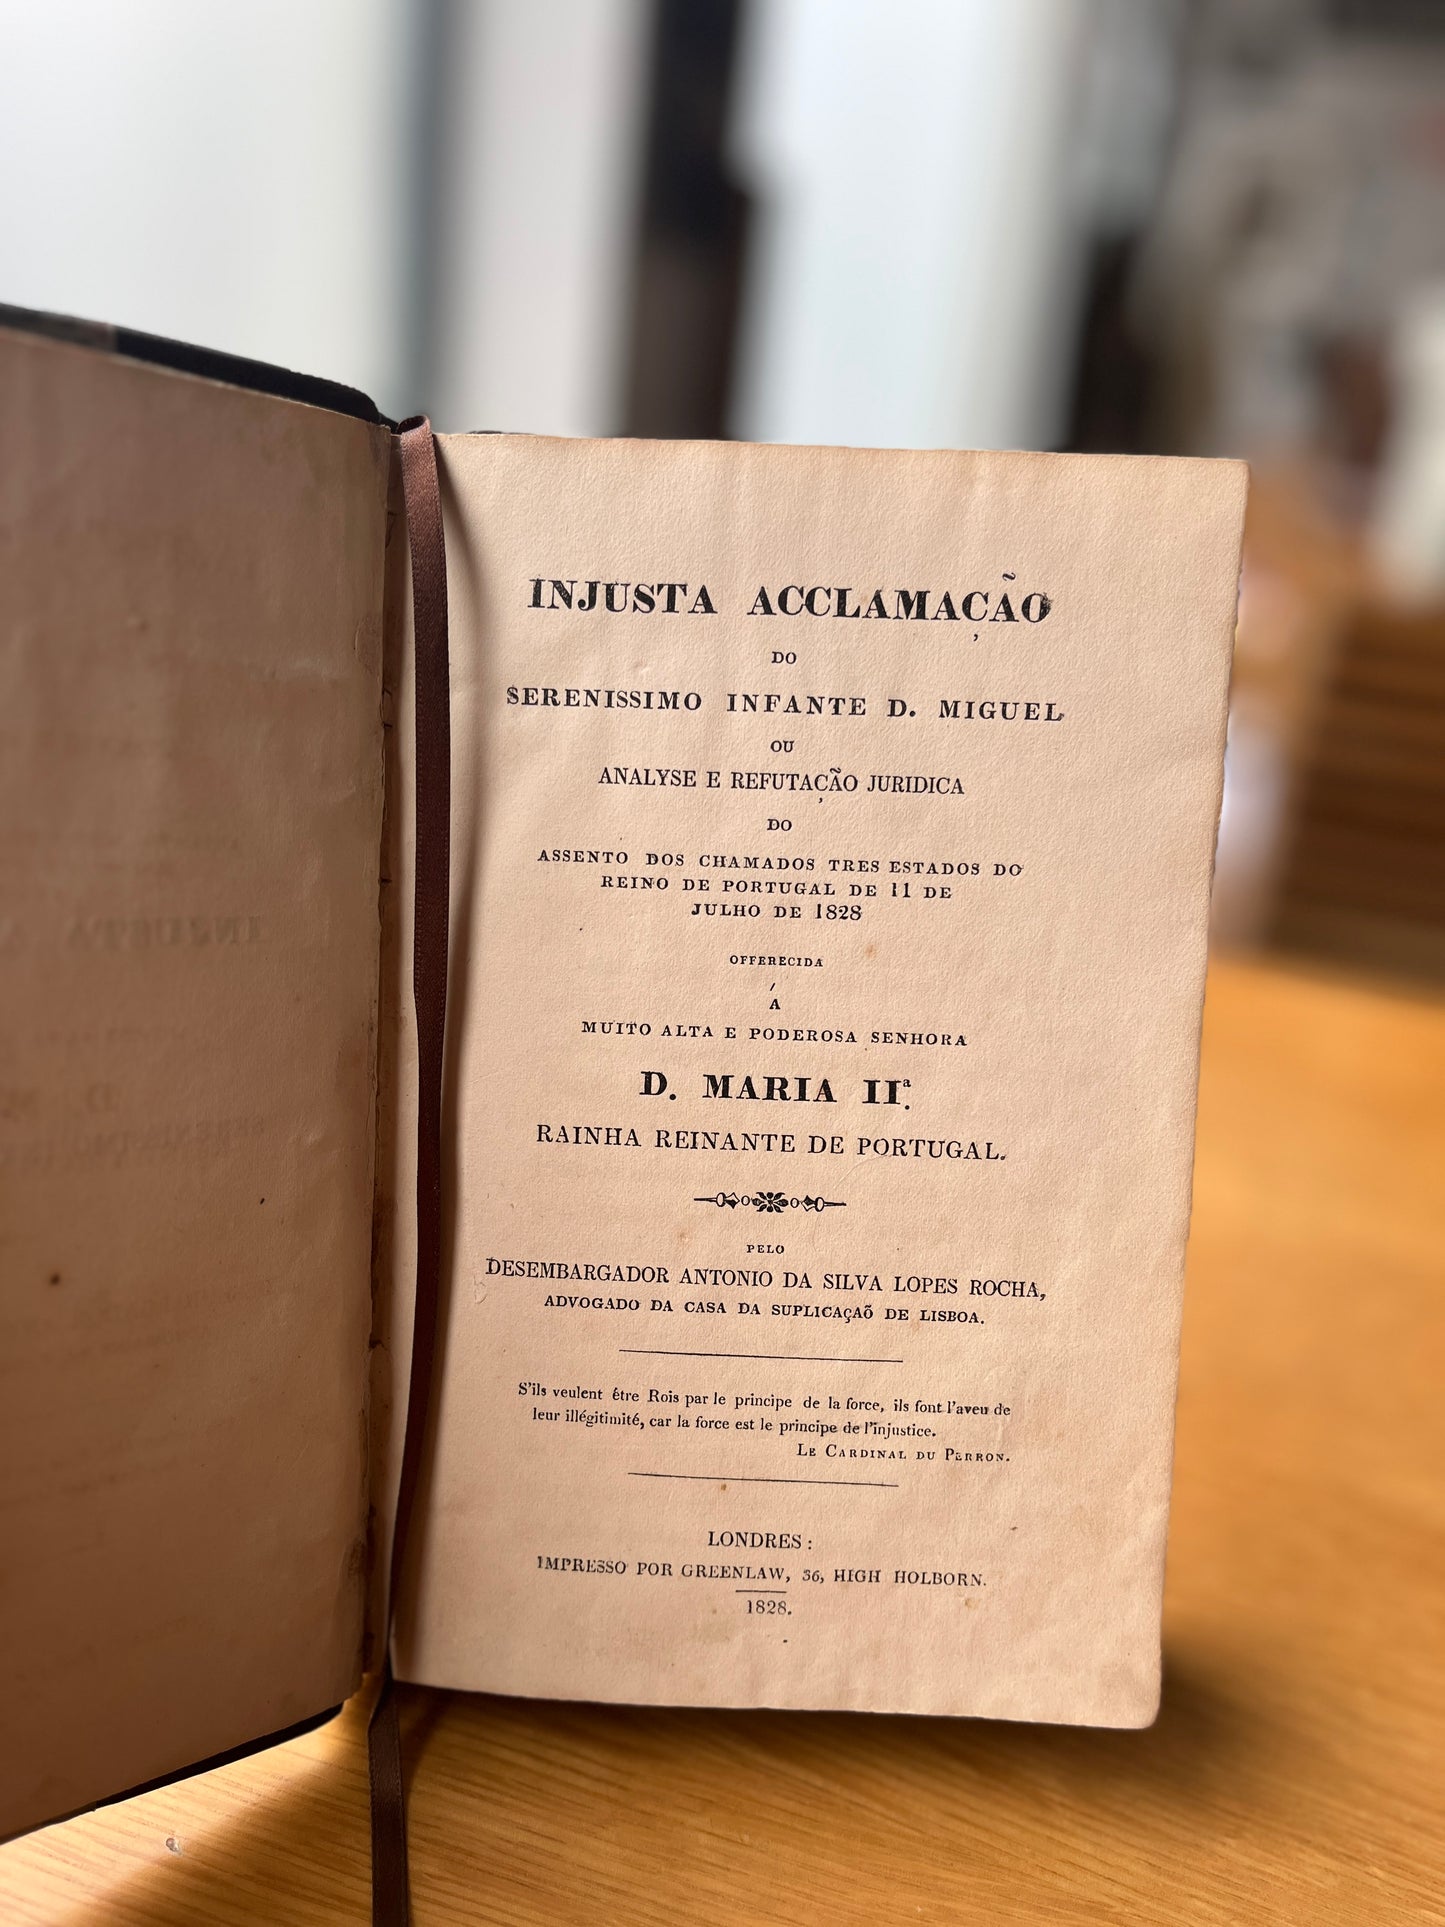 INJUSTA ACCLAMAÇÃO
DO
SERENISSIMO INFANTE D. MIGUEL
OU
ANALYSE E REFUTAÇÃO JURIDICA
DO
ASSENTO DOS CHAMADOS TRES ESTADOS DO
REINO DE PORTUGAL DE 11 DE
JULHO DE 1828
OFFERECIDA
Á
MUITO ALTA E PODEROSA SENHORA
D. MARIA IIª.
RAINHA REINANTE DE PORTUGAL.
PELO
DESEMBARGADOR ANTONIO DA SILVA LOPES ROCHA,
ADVOGADO DA CASA DA SUPLICAÇAÕ DE LISBOA.
S'ils veulent étre Rois par le principe de la force, ils font l'aveu de
leur illégitimité, car la force est le principe de l'injustice.
LE CARDINAL DU PERRON.
LONDRES:
IMPRESSO POR GREENLAW, 36, HIGH HOLBORN.
1828.